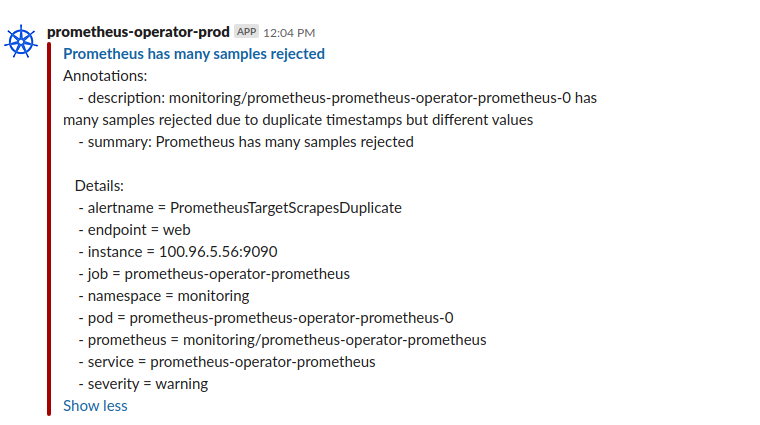 prometheus-operator-prod APP 12:04 PM
Prometheus has many samples rejected
Annotations:
- description: monitoring/prometheus-prometheus-operator-prometheus-0 has
many samples rejected due to duplicate timestamps but different values
- summary: Prometheus has many samples rejected
Details:
- alertname = PrometheusTargetScrapesDuplicate
- endpoint = web
- instance = 100.96.5.56:9090
- job = prometheus-operator-prometheus
- namespace = monitoring
- pod = prometheus-prometheus-operator-prometheus-0
- prometheus = monitoring/prometheus-operator-prometheus
- service = prometheus-operator-prometheus
- severity = warning
Show less